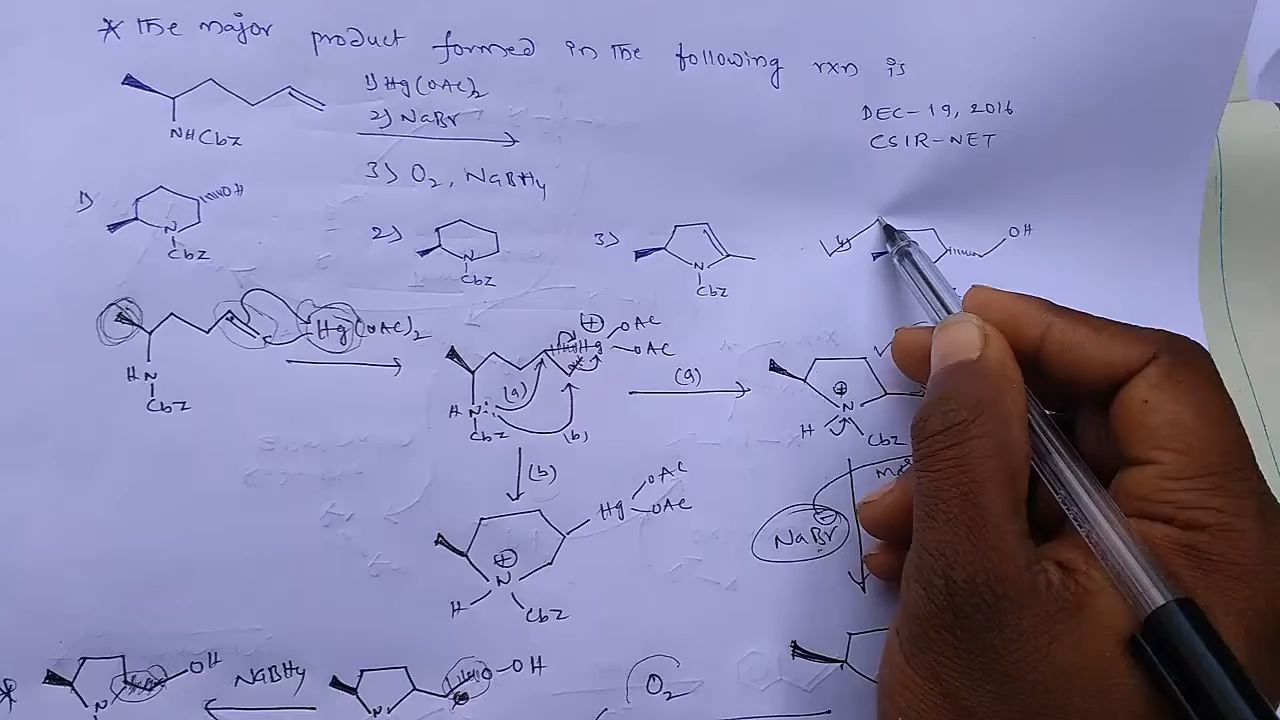 * The major product formed in the following rxn is
1) Hg(OAC)2
2) NaBr
3) O2, NaBH4
NHCbz
DEC-19, 2016
CSIR-NET
1)
OH
N
Cbz
2)
N
Cbz
3)
N
Cbz
4)
OH
Hg(OAC)2
H N
Cbz
+
OAC
Hg
OAC
(a)
H N
Cbz
(b)
(a)
+
N
H
Cbz
(b)
OAC
Hg
OAC
+
N
H
Cbz
NaBr
*
OH
N
NaBH4
O-OH
N
O2